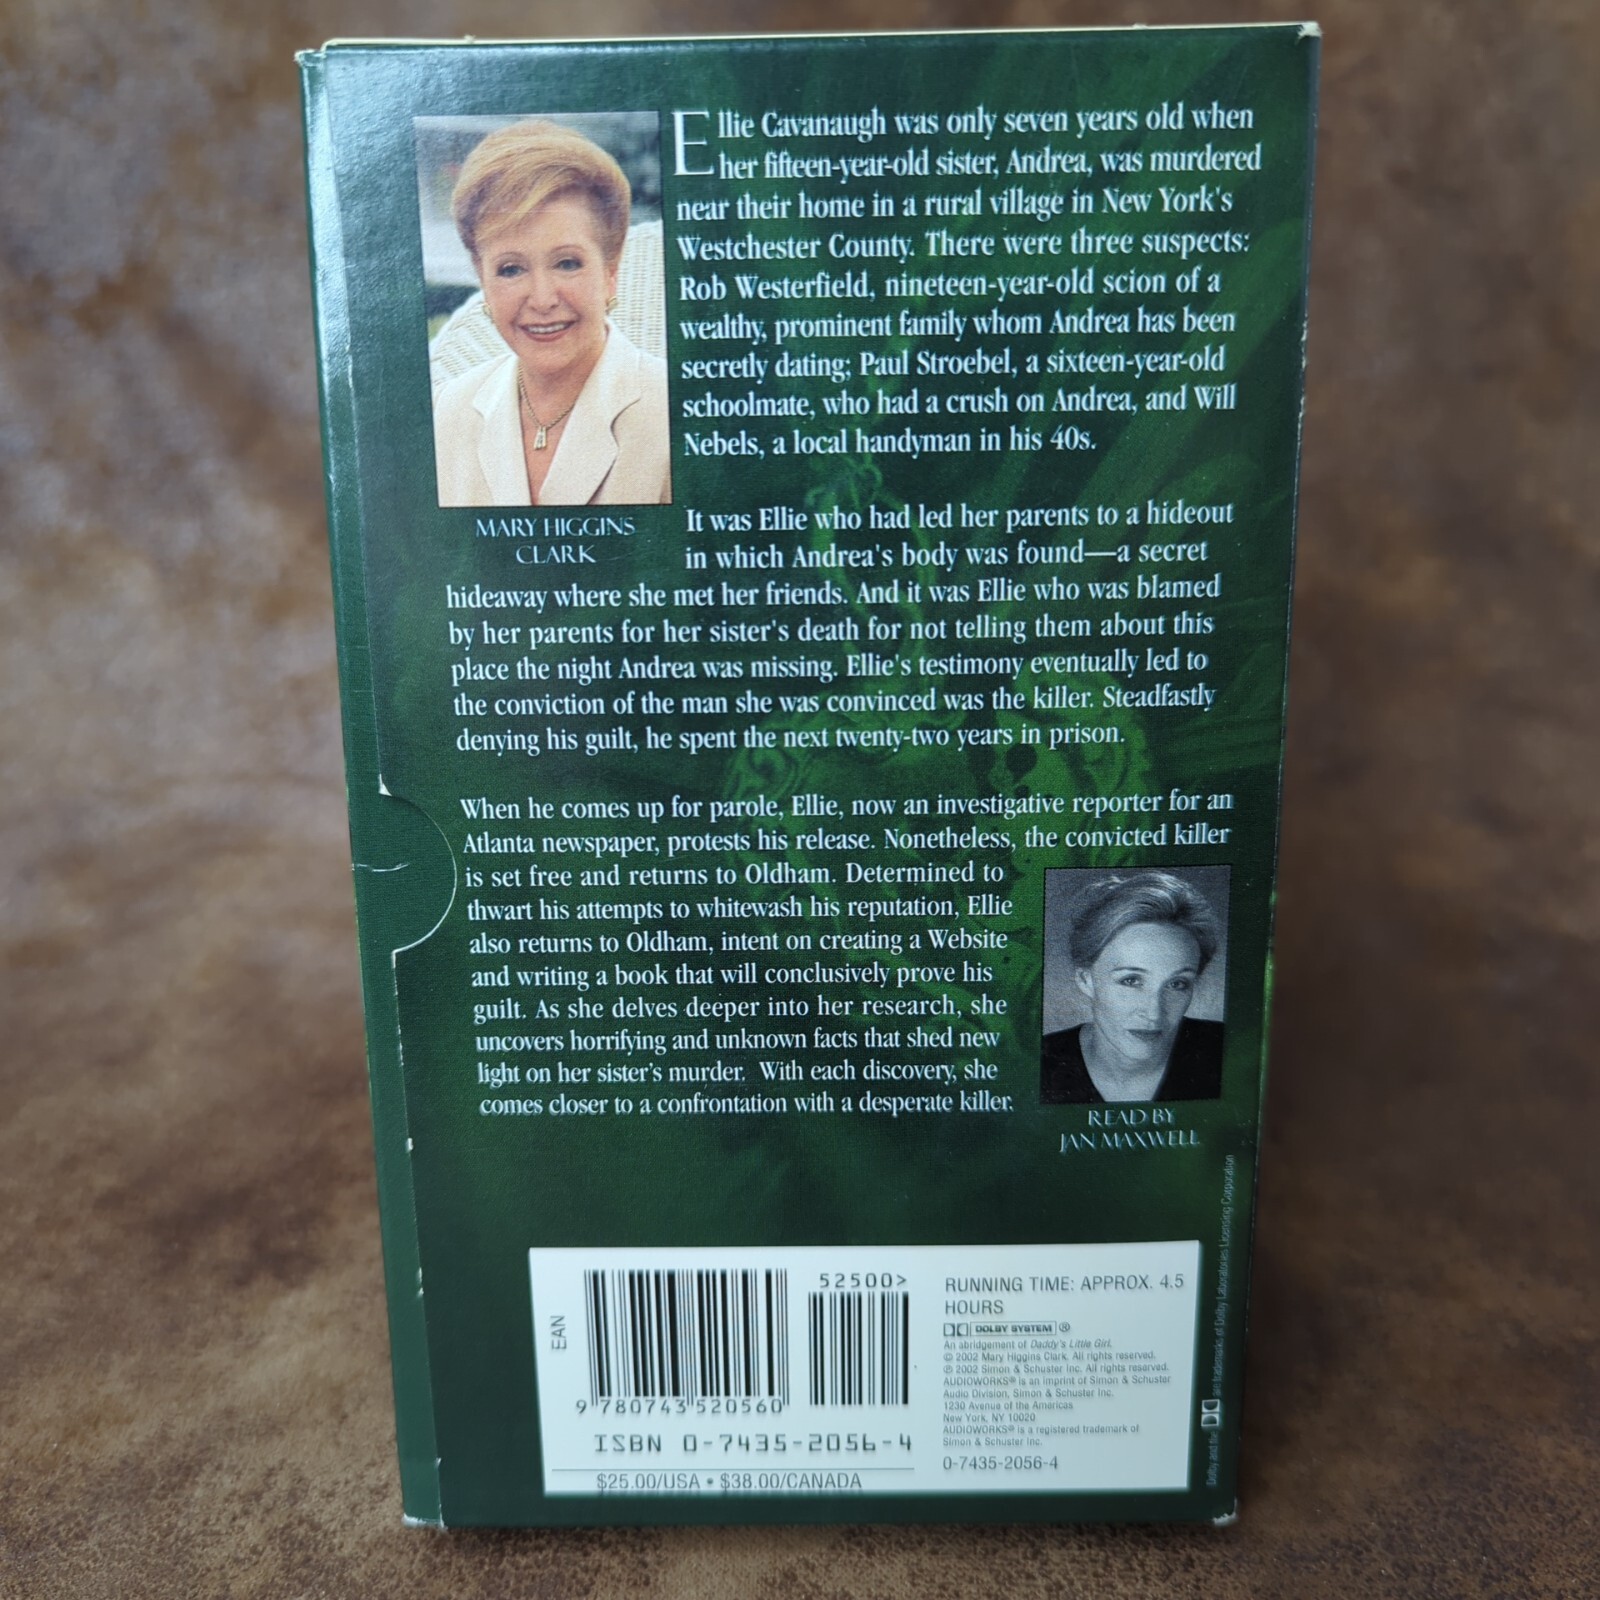 Ellie Cavanaugh was only seven years old when
her fifteen-year-old sister, Andrea, was murdered
near their home in a rural village in New York's
Westchester County. There were three suspects:
Rob Westerfield, nineteen-year-old scion of a
wealthy, prominent family whom Andrea has been
secretly dating; Paul Stroebel, a sixteen-year-old
schoolmate, who had a crush on Andrea, and Will
Nebels, a local handyman in his 40s.
MARY HIGGINS
CLARK
It was Ellie who had led her parents to a hideout
in which Andrea's body was found—a secret
hideaway where she met her friends. And it was Ellie who was blamed
by her parents for her sister's death for not telling them about this
place the night Andrea was missing. Ellie's testimony eventually led to
the conviction of the man she was convinced was the killer. Steadfastly
denying his guilt, he spent the next twenty-two years in prison.
When he comes up for parole, Ellie, now an investigative reporter for an
Atlanta newspaper, protests his release. Nonetheless, the convicted killer
is set free and returns to Oldham. Determined to
thwart his attempts to whitewash his reputation, Ellie
also returns to Oldham, intent on creating a Website
and writing a book that will conclusively prove his
guilt. As she delves deeper into her research, she
uncovers horrifying and unknown facts that shed new
light on her sister's murder. With each discovery, she
comes closer to a confrontation with a desperate killer.
READ BY
JAN MAXWELL
EAN
52500>
9 780743 520560
ISBN 0-7435-2056-4
$25.00/USA • $38.00/CANADA
RUNNING TIME: APPROX. 4.5
HOURS
DOLBY SYSTEM ®
An abridgement of Daddy's Little Girl.
© 2002 Mary Higgins Clark. All rights reserved.
℗ 2002 Simon & Schuster Inc. All rights reserved.
AUDIOWORKS® is an imprint of Simon & Schuster
Audio Division, Simon & Schuster Inc.
1230 Avenue of the Americas
New York, NY 10020
AUDIOWORKS® is a registered trademark of
Simon & Schuster Inc.
0-7435-2056-4
Dolby and the are trademarks of Dolby Laboratories Licensing Corporation